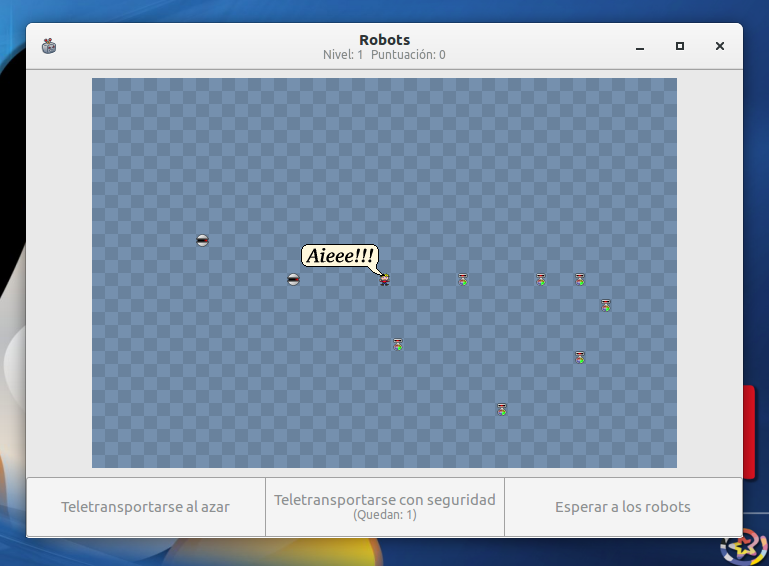 Robots
Nivel: 1 Puntuación: 0
Aieee!!!
Teletransportarse al azar
Teletransportarse con seguridad
(Quedan: 1)
Esperar a los robots